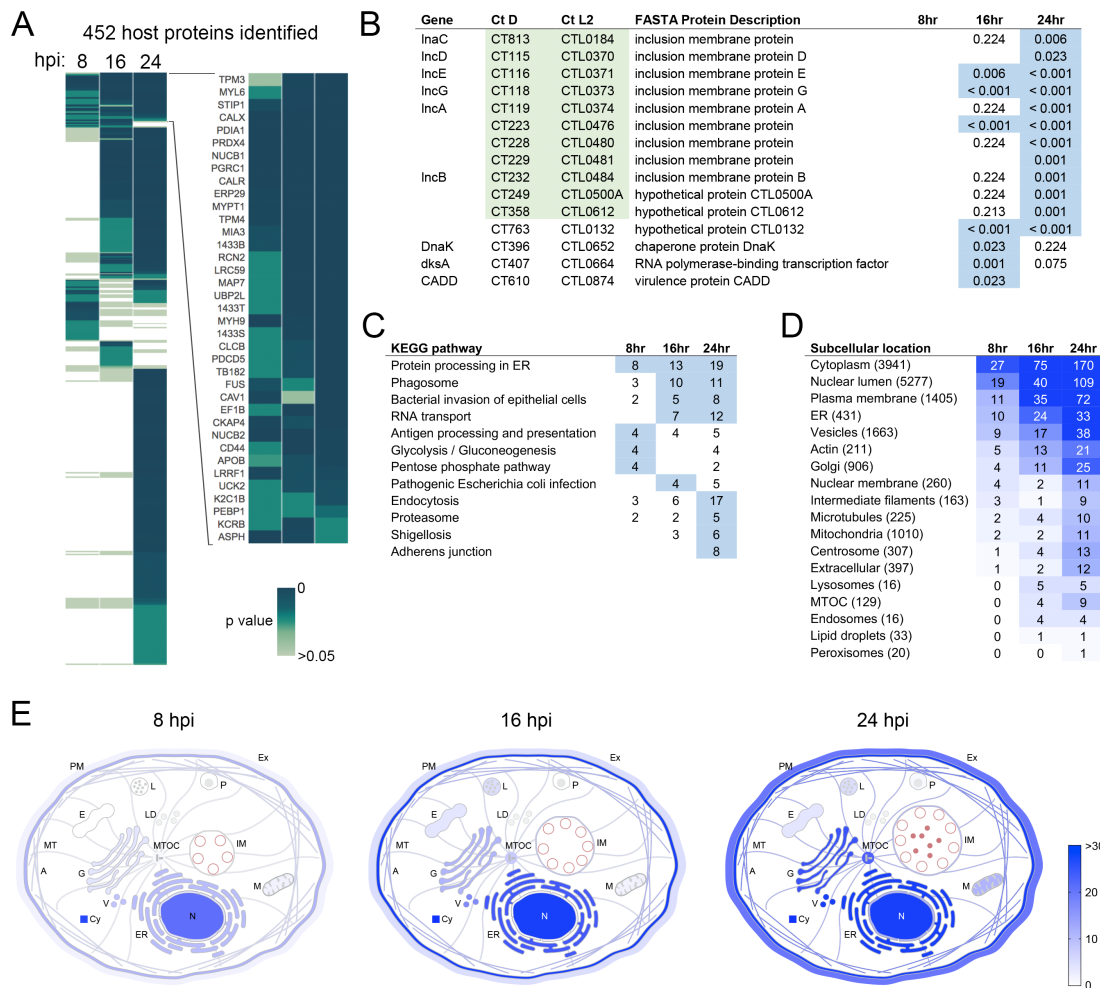 A
452 host proteins identified
hpi: 8 16 24
TPM3
MYL6
STIP1
CALX
PDIA1
PRDX4
NUCB1
PGRC1
CALR
ERP29
MYPT1
TPM4
MIA3
1433B
RCN2
LRC59
MAP7
UBP2L
1433T
MYH9
1433S
CLCB
PDCD5
TB182
FUS
CAV1
EF1B
CKAP4
NUCB2
CD44
APOB
LRRF1
UCK2
K2C1B
PEBP1
KCRB
ASPH
p value
0
>0.05
B
Gene Ct D Ct L2 FASTA Protein Description 8hr 16hr 24hr
InaC CT813 CTL0184 inclusion membrane protein 0.224 0.006
IncD CT115 CTL0370 inclusion membrane protein D 0.023
IncE CT116 CTL0371 inclusion membrane protein E 0.006 < 0.001
IncG CT118 CTL0373 inclusion membrane protein G < 0.001 < 0.001
IncA CT119 CTL0374 inclusion membrane protein A 0.224 < 0.001
CT223 CTL0476 inclusion membrane protein < 0.001 < 0.001
CT228 CTL0480 inclusion membrane protein 0.224 < 0.001
CT229 CTL0481 inclusion membrane protein 0.001
IncB CT232 CTL0484 inclusion membrane protein B 0.224 0.001
CT249 CTL0500A hypothetical protein CTL0500A 0.224 0.001
CT358 CTL0612 hypothetical protein CTL0612 0.213 0.001
CT763 CTL0132 hypothetical protein CTL0132 < 0.001 < 0.001
DnaK CT396 CTL0652 chaperone protein DnaK 0.023 0.224
dksA CT407 CTL0664 RNA polymerase-binding transcription factor 0.001 0.075
CADD CT610 CTL0874 virulence protein CADD 0.023
C
KEGG pathway 8hr 16hr 24hr
Protein processing in ER 8 13 19
Phagosome 3 10 11
Bacterial invasion of epithelial cells 2 5 8
RNA transport 7 12
Antigen processing and presentation 4 4 5
Glycolysis / Gluconeogenesis 4 4
Pentose phosphate pathway 4 2
Pathogenic Escherichia coli infection 4 5
Endocytosis 3 6 17
Proteasome 2 2 5
Shigellosis 3 6
Adherens junction 8
D
Subcellular location 8hr 16hr 24hr
Cytoplasm (3941) 27 75 170
Nuclear lumen (5277) 19 40 109
Plasma membrane (1405) 11 35 72
ER (431) 10 24 33
Vesicles (1663) 9 17 38
Actin (211) 5 13 21
Golgi (906) 4 11 25
Nuclear membrane (260) 4 2 11
Intermediate filaments (163) 3 1 9
Microtubules (225) 2 4 10
Mitochondria (1010) 2 2 11
Centrosome (307) 1 4 13
Extracellular (397) 1 2 12
Lysosomes (16) 0 5 5
MTOC (129) 0 4 9
Endosomes (16) 0 4 4
Lipid droplets (33) 0 1 1
Peroxisomes (20) 0 0 1
E
8 hpi
PM Ex
L P
E LD
MT MTOC IM
A G
M
V
Cy N
ER
16 hpi
PM Ex
L P
E LD
MT MTOC IM
A G
M
V
Cy N
ER
24 hpi
PM Ex
L P
E LD
MT MTOC IM
A G
M
V
Cy N
ER
>30
20
10
0